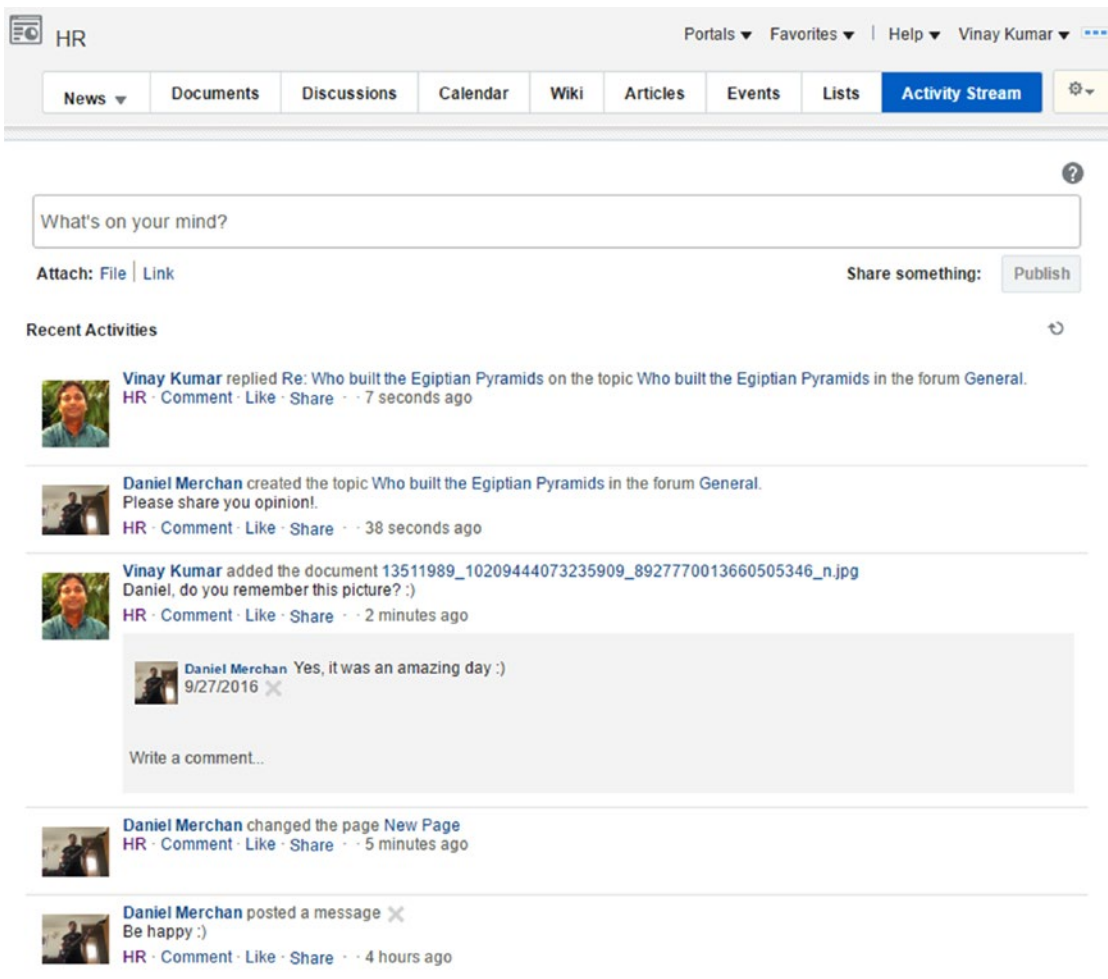 HR
Portals Favorites | Help Vinay Kumar
News Documents Discussions Calendar Wiki Articles Events Lists Activity Stream
?
What's on your mind?
Attach: File | Link Share something: Publish
Recent Activities
Vinay Kumar replied Re: Who built the Egiptian Pyramids on the topic Who built the Egiptian Pyramids in the forum General.
HR · Comment · Like · Share · · 7 seconds ago
Daniel Merchan created the topic Who built the Egiptian Pyramids in the forum General.
Please share you opinion!.
HR · Comment · Like · Share · · 38 seconds ago
Vinay Kumar added the document 13511989_10209444073235909_8927770013660505346_n.jpg
Daniel, do you remember this picture? :)
HR · Comment · Like · Share · · 2 minutes ago
Daniel Merchan Yes, it was an amazing day :)
9/27/2016
Write a comment...
Daniel Merchan changed the page New Page
HR · Comment · Like · Share · · 5 minutes ago
Daniel Merchan posted a message
Be happy :)
HR · Comment · Like · Share · · 4 hours ago